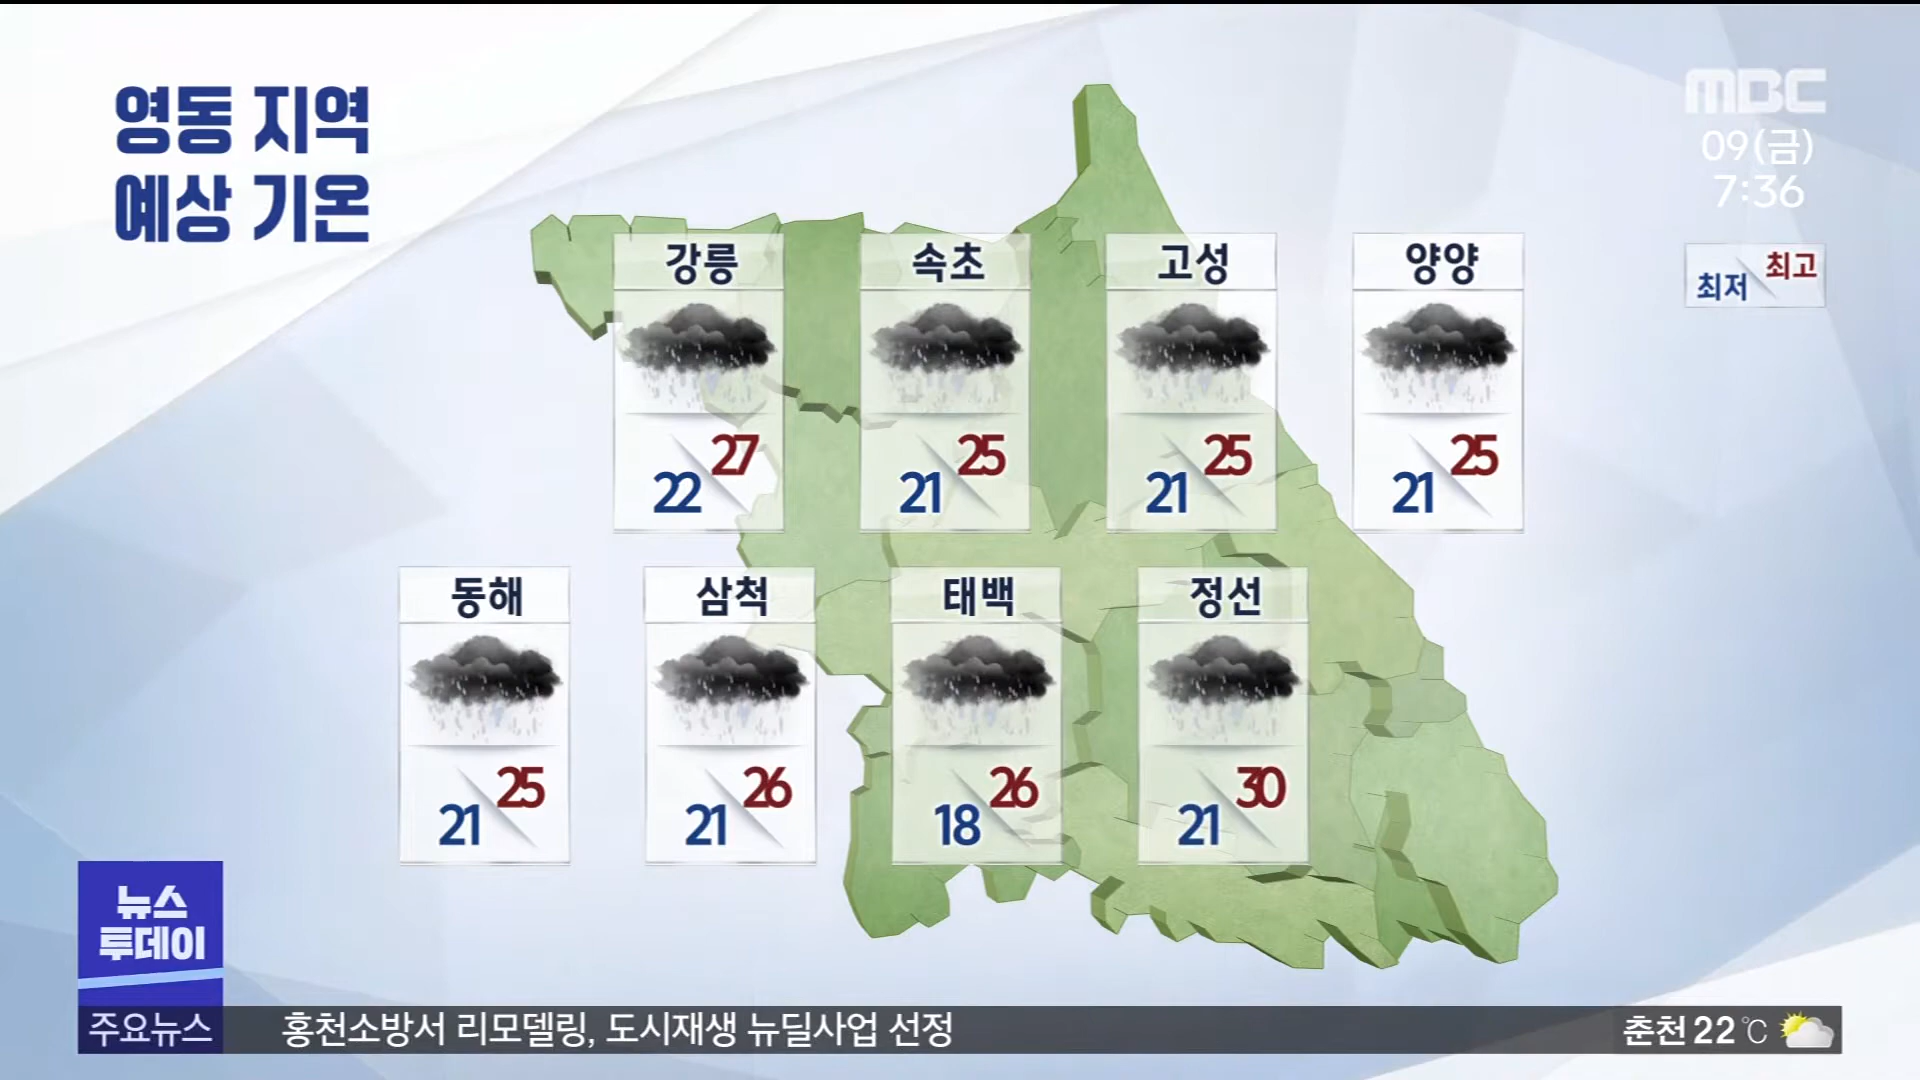 영동 지역
예상 기온
MBC
09(금)
7:36
최저 최고
강릉 속초 고성 양양
22 27 21 25 21 25 21 25
동해 삼척 태백 정선
21 25 21 26 18 26 21 30
뉴스
투데이
주요뉴스 홍천소방서 리모델링, 도시재생 뉴딜사업 선정 춘천 22 ℃